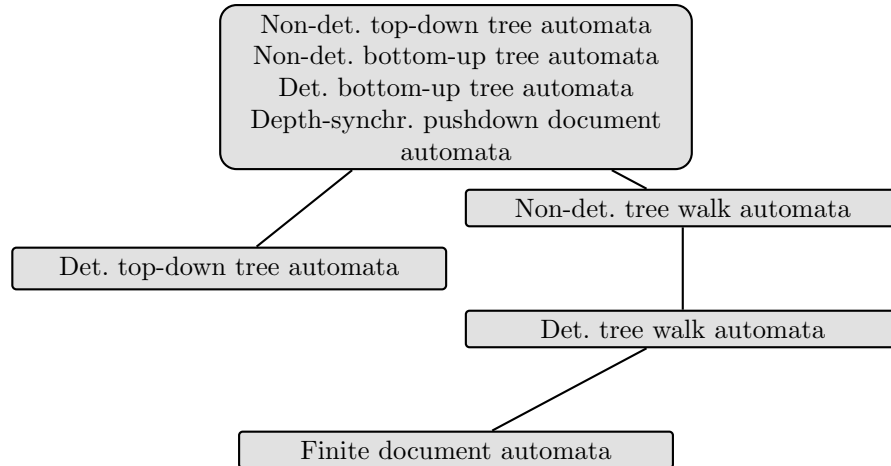 Non-det. top-down tree automata
Non-det. bottom-up tree automata
Det. bottom-up tree automata
Depth-synchr. pushdown document
automata
Non-det. tree walk automata
Det. top-down tree automata
Det. tree walk automata
Finite document automata